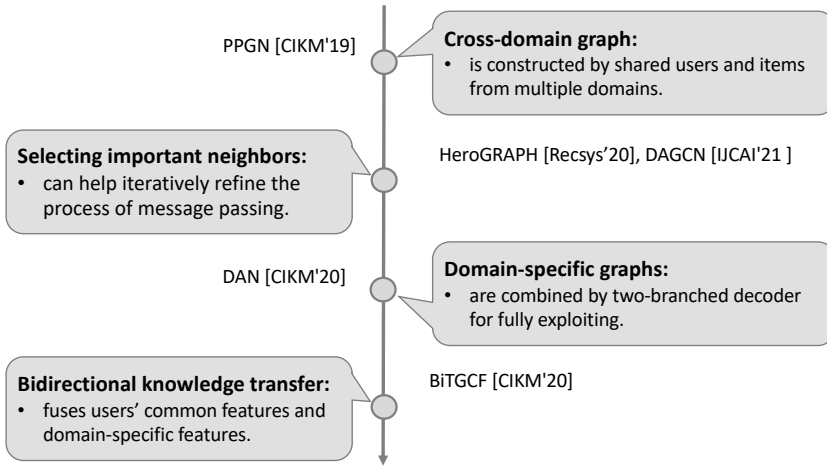 PPGN [CIKM'19]
Cross-domain graph:
• is constructed by shared users and items
from multiple domains.
Selecting important neighbors:
• can help iteratively refine the
process of message passing.
HeroGRAPH [Recsys’20], DAGCN [IJCAI'21 ]
DAN [CIKM'20]
Domain-specific graphs:
• are combined by two-branched decoder
for fully exploiting.
Bidirectional knowledge transfer:
• fuses users’ common features and
domain-specific features.
BiTGCF [CIKM'20]